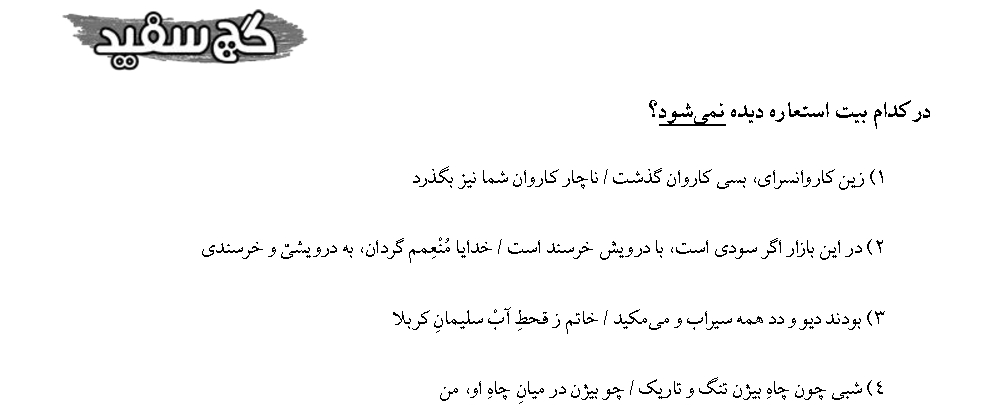 گچ سفید
در کدام بیت استعاره دیده نمی‌شود؟
۱) زین کاروانسرای، بسی کاروان گذشت / ناچار کاروان شما نیز بگذرد
۲) در این بازار اگر سودی است، با درویش خرسند است / خدایا مُنْعِمم گردان، به درویشیّ و خرسندی
۳) بودند دیو و دد همه سیراب و می‌مکید / خاتم ز قحطِ آبْ سلیمانِ کربلا
۴) شبی چون چاهِ بیژن تنگ و تاریک / چو بیژن در میانِ چاهِ او، من